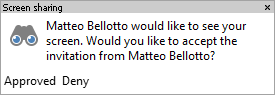 Screen sharing
Matteo Bellotto would like to see your
screen. Would you like to accept the
invitation from Matteo Bellotto?
Approved Deny